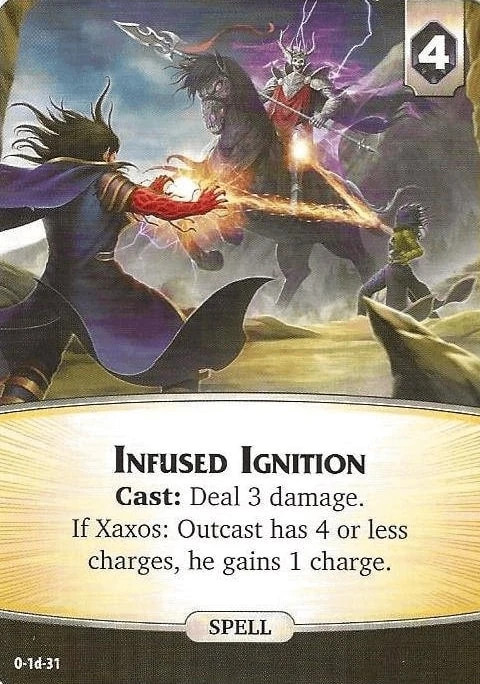 4
INFUSED IGNITION
Cast: Deal 3 damage.
If Xaxos: Outcast has 4 or less
charges, he gains 1 charge.
SPELL
0-1d-31